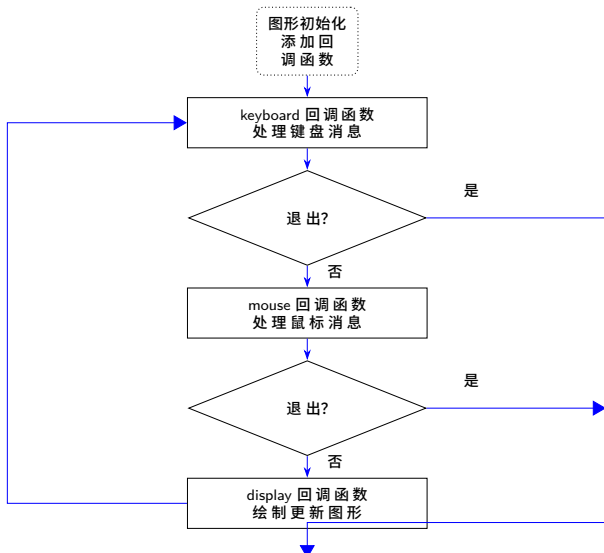 图形初始化
添加回
调函数
keyboard 回调函数
处理键盘消息
是
退出?
否
mouse 回调函数
处理鼠标消息
是
退出?
否
display 回调函数
绘制更新图形